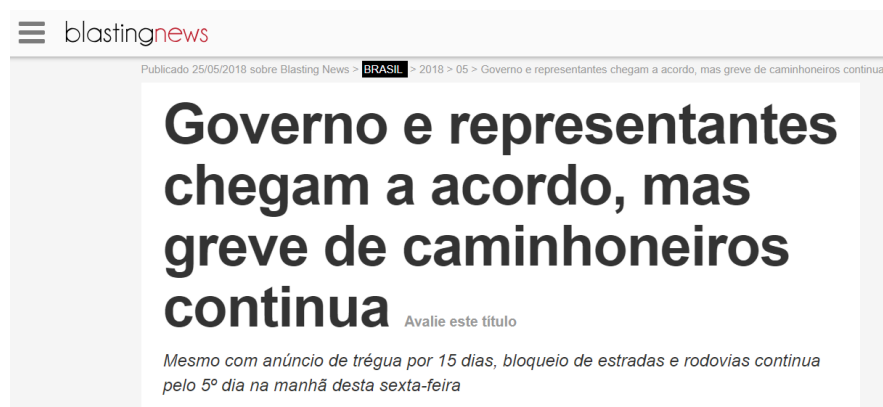 blastingnews
Publicado 25/05/2018 sobre Blasting News > BRASIL > 2018 > 05 > Governo e representantes chegam a acordo, mas greve de caminhoneiros continua
Governo e representantes
chegam a acordo, mas
greve de caminhoneiros
continua Avalie este título
Mesmo com anúncio de trégua por 15 dias, bloqueio de estradas e rodovias continua
pelo 5º dia na manhã desta sexta-feira